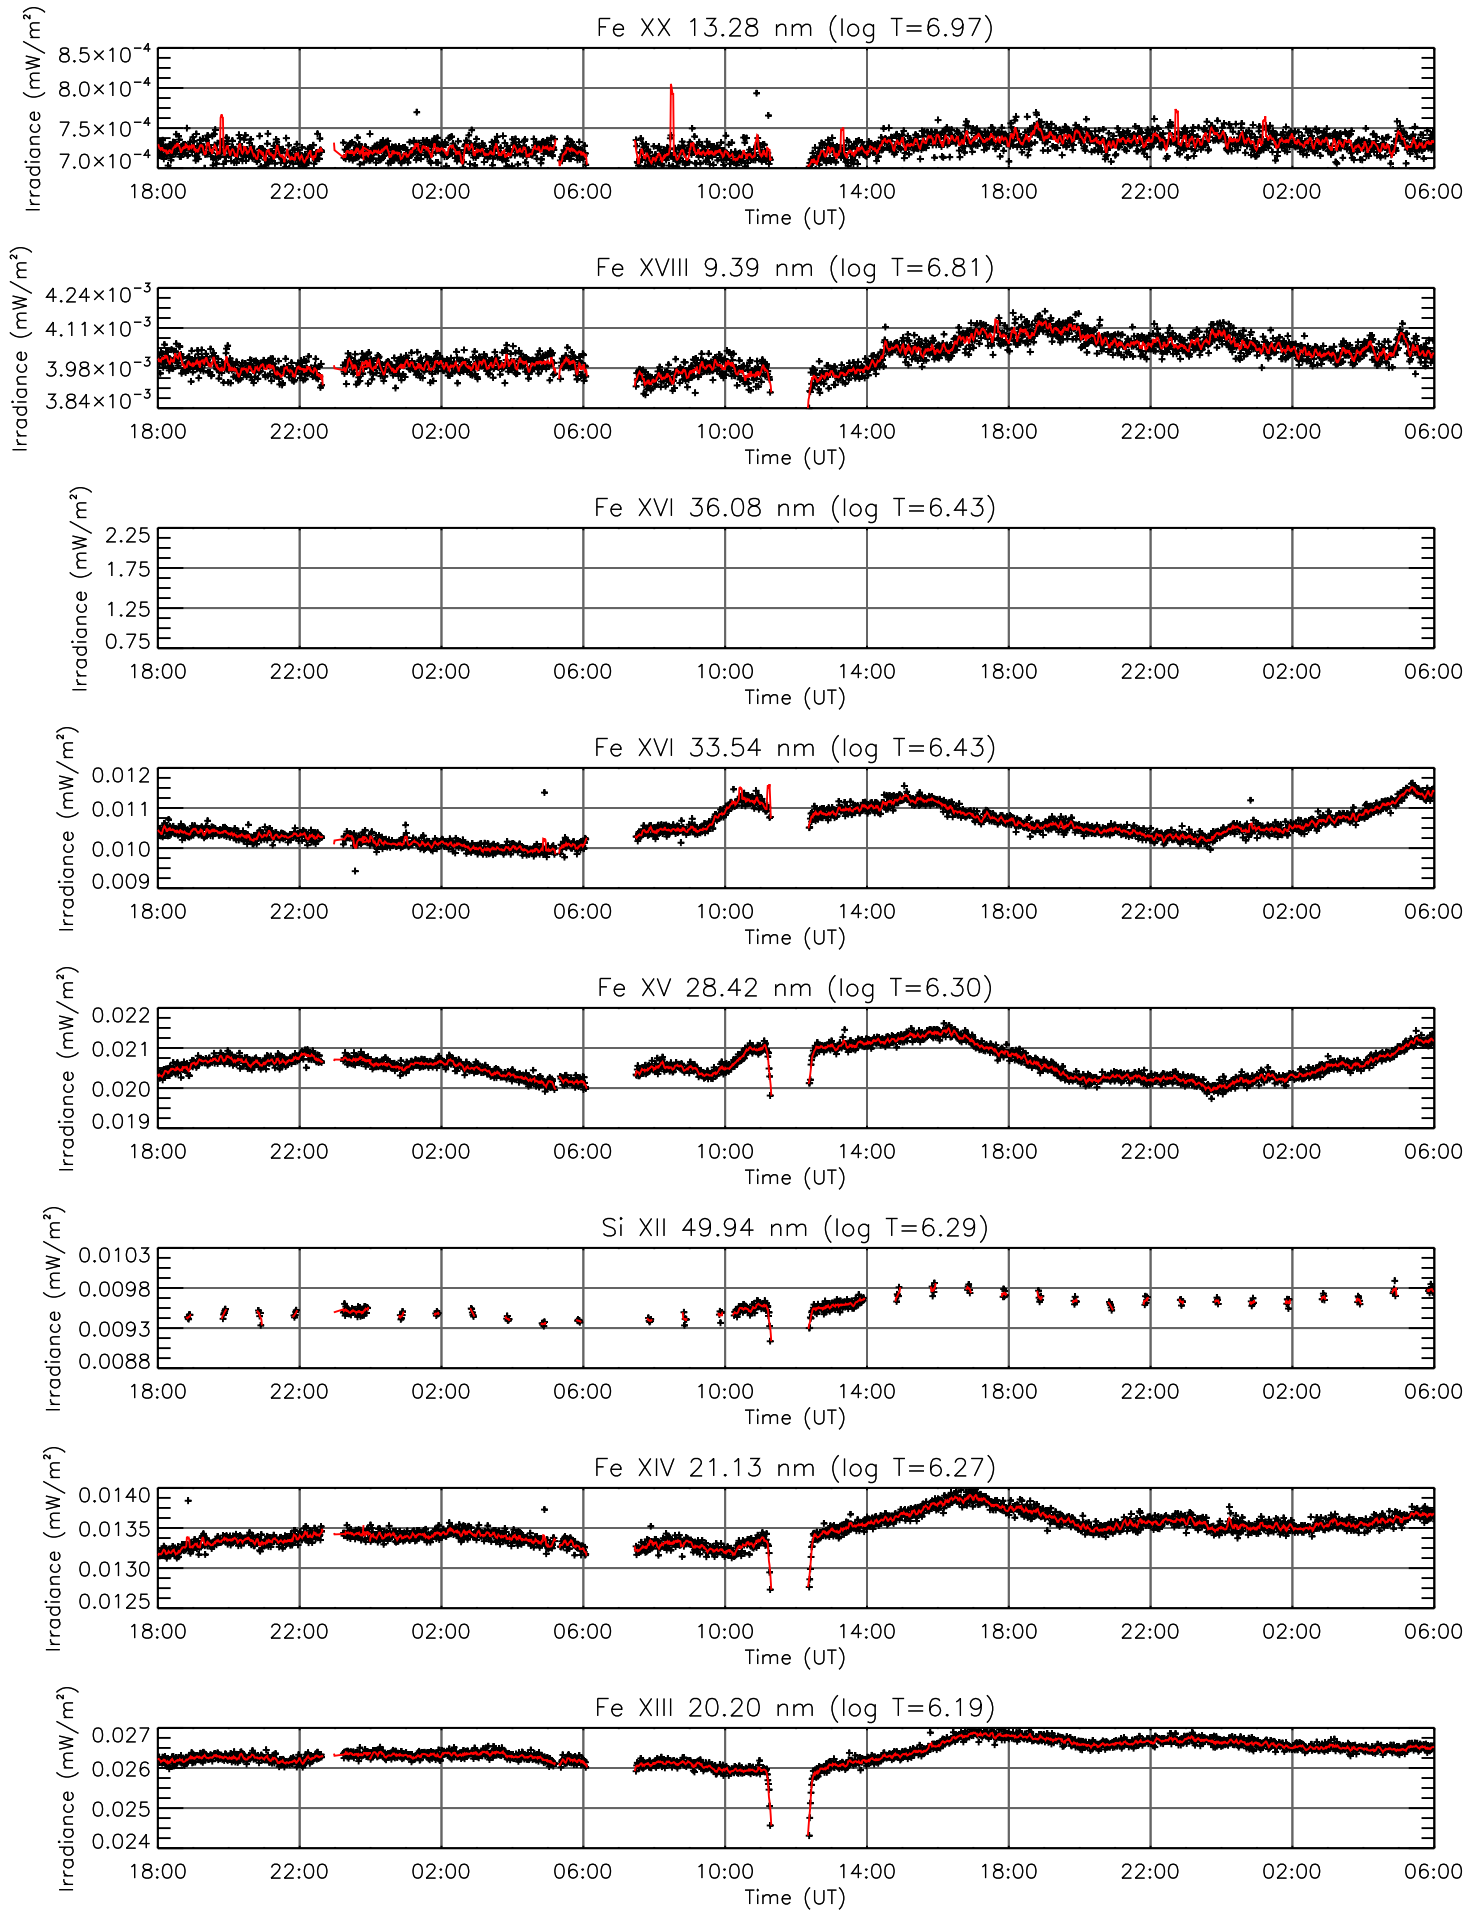 Fe XX 13.28 nm (log T=6.97)
Irradiance (mW/m²)
8.5×10⁻⁴
8.0×10⁻⁴
7.5×10⁻⁴
7.0×10⁻⁴
18:00 22:00 02:00 06:00 10:00 14:00 18:00 22:00 02:00 06:00
Time (UT)
Fe XVIII 9.39 nm (log T=6.81)
Irradiance (mW/m²)
4.24×10⁻³
4.11×10⁻³
3.98×10⁻³
3.84×10⁻³
18:00 22:00 02:00 06:00 10:00 14:00 18:00 22:00 02:00 06:00
Time (UT)
Fe XVI 36.08 nm (log T=6.43)
Irradiance (mW/m²)
2.25
1.75
1.25
0.75
18:00 22:00 02:00 06:00 10:00 14:00 18:00 22:00 02:00 06:00
Time (UT)
Fe XVI 33.54 nm (log T=6.43)
Irradiance (mW/m²)
0.012
0.011
0.010
0.009
18:00 22:00 02:00 06:00 10:00 14:00 18:00 22:00 02:00 06:00
Time (UT)
Fe XV 28.42 nm (log T=6.30)
Irradiance (mW/m²)
0.022
0.021
0.020
0.019
18:00 22:00 02:00 06:00 10:00 14:00 18:00 22:00 02:00 06:00
Time (UT)
Si XII 49.94 nm (log T=6.29)
Irradiance (mW/m²)
0.0103
0.0098
0.0093
0.0088
18:00 22:00 02:00 06:00 10:00 14:00 18:00 22:00 02:00 06:00
Time (UT)
Fe XIV 21.13 nm (log T=6.27)
Irradiance (mW/m²)
0.0140
0.0135
0.0130
0.0125
18:00 22:00 02:00 06:00 10:00 14:00 18:00 22:00 02:00 06:00
Time (UT)
Fe XIII 20.20 nm (log T=6.19)
Irradiance (mW/m²)
0.027
0.026
0.025
0.024
18:00 22:00 02:00 06:00 10:00 14:00 18:00 22:00 02:00 06:00
Time (UT)